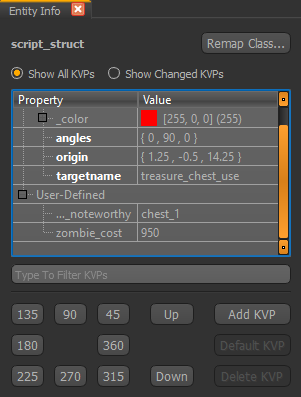 Entity Info
script_struct Remap Class...
Show All KVPs Show Changed KVPs
Property Value
_color [255, 0, 0] (255)
angles { 0 , 90 , 0 }
origin { 1.25 , -0.5 , 14.25 }
targetname treasure_chest_use
User-Defined
..._noteworthy chest_1
zombie_cost 950
Type To Filter KVPs
135 90 45 Up Add KVP
180 360 Default KVP
225 270 315 Down Delete KVP